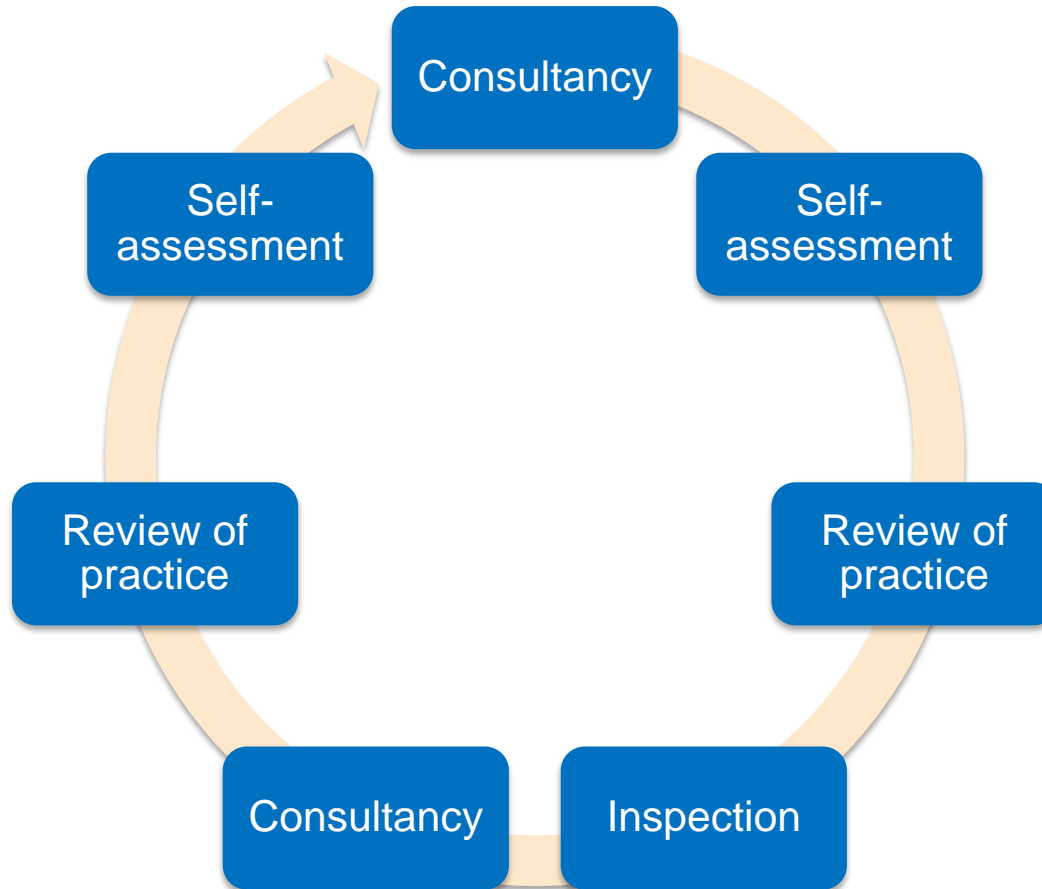 Consultancy
Self-
assessment
Review of
practice
Inspection
Consultancy
Review of
practice
Self-
assessment